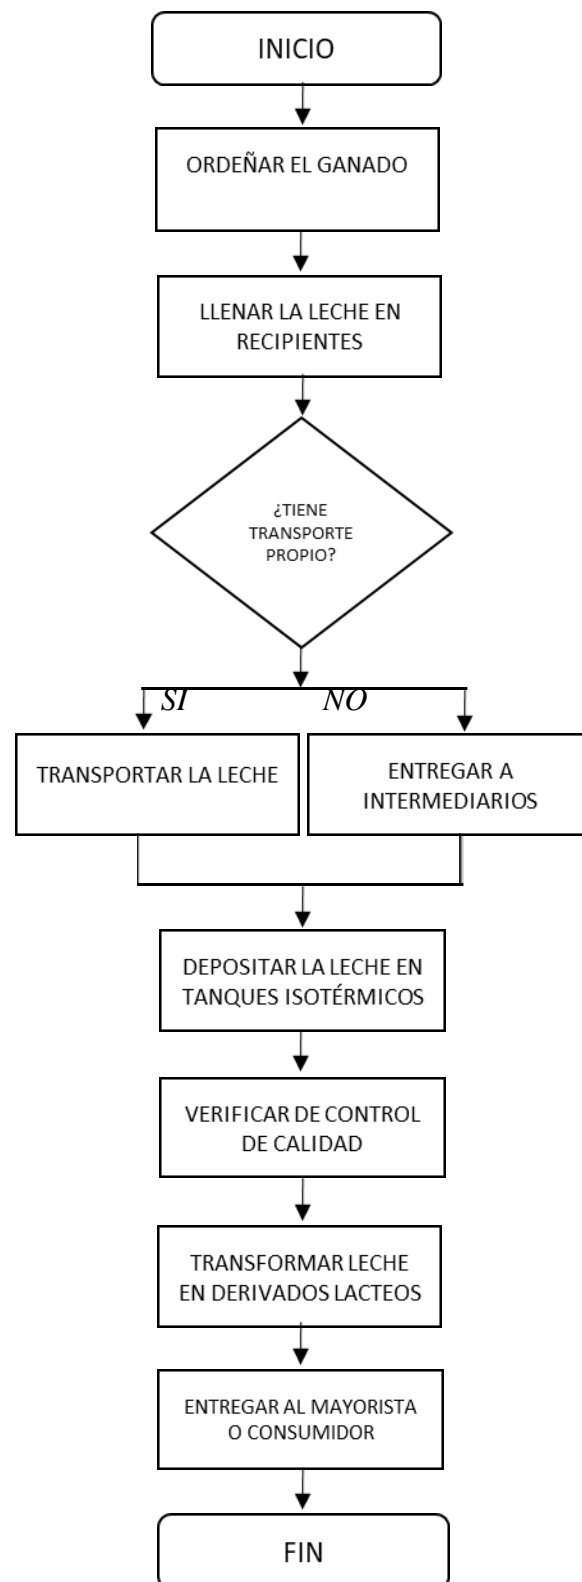 INICIO
ORDEÑAR EL GANADO
LLENAR LA LECHE EN
RECIPIENTES
¿TIENE
TRANSPORTE
PROPIO?
SI
NO
TRANSPORTAR LA LECHE
ENTREGAR A
INTERMEDIARIOS
DEPOSITAR LA LECHE EN
TANQUES ISOTÉRMICOS
VERIFICAR DE CONTROL
DE CALIDAD
TRANSFORMAR LECHE
EN DERIVADOS LACTEOS
ENTREGAR AL MAYORISTA
O CONSUMIDOR
FIN